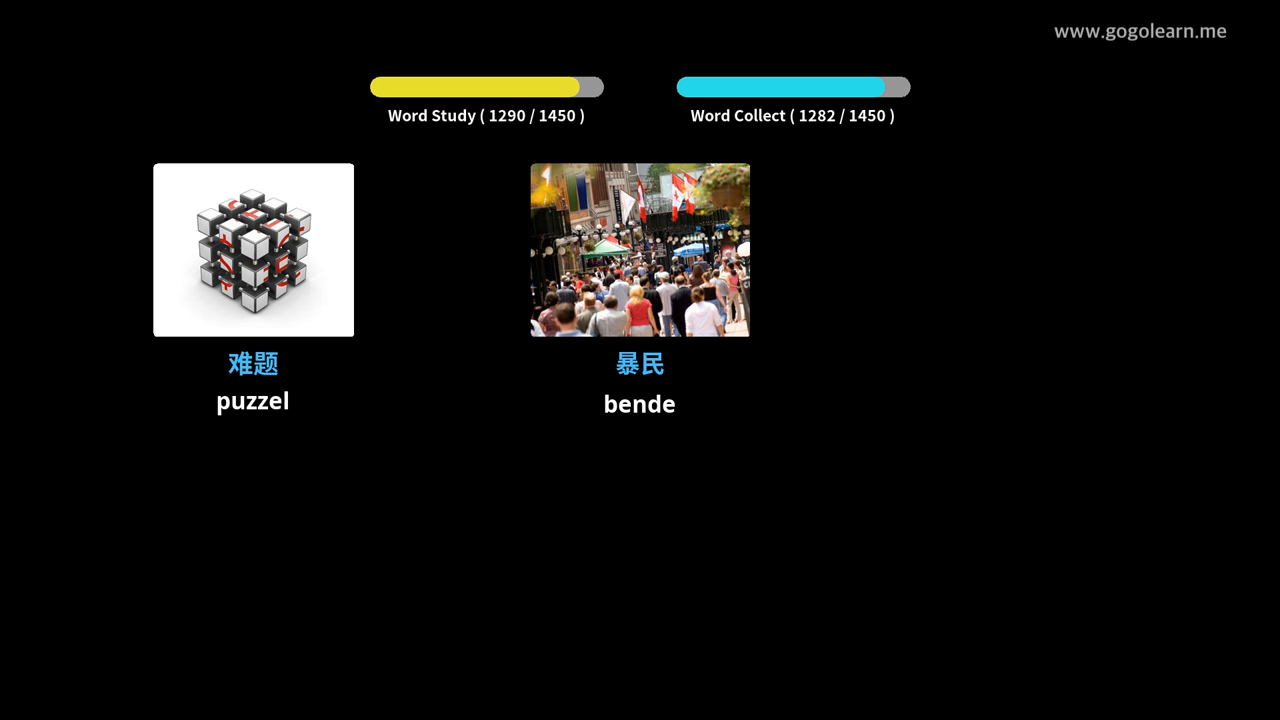 www.gogolearn.me
Word Study ( 1290 / 1450 )
Word Collect ( 1282 / 1450 )
难题
puzzel
暴民
bende